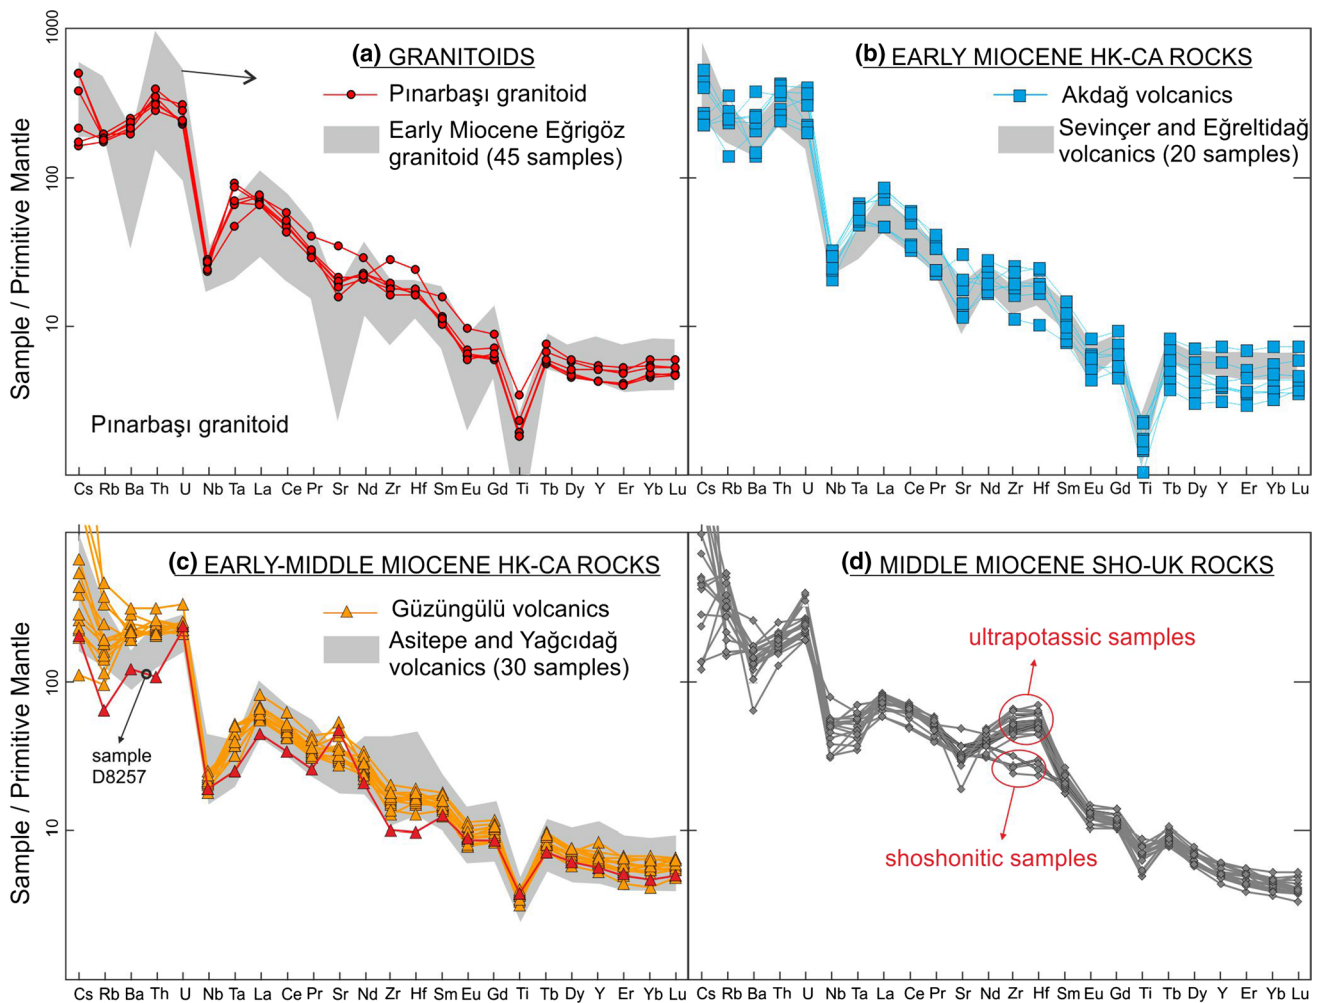 1000
100
10
Sample / Primitive Mantle
(a) GRANITOIDS
Pınarbaşı granitoid
Early Miocene Eğrigöz
granitoid (45 samples)
Pınarbaşı granitoid
Cs Rb Ba Th U Nb Ta La Ce Pr Sr Nd Zr Hf Sm Eu Gd Ti Tb Dy Y Er Yb Lu
(b) EARLY MIOCENE HK-CA ROCKS
Akdağ volcanics
Sevinçer and Eğreltidağ
volcanics (20 samples)
Cs Rb Ba Th U Nb Ta La Ce Pr Sr Nd Zr Hf Sm Eu Gd Ti Tb Dy Y Er Yb Lu
100
10
Sample / Primitive Mantle
(c) EARLY-MIDDLE MIOCENE HK-CA ROCKS
Güzüngülü volcanics
Asitepe and Yağcıdağ
volcanics (30 samples)
sample
D8257
Cs Rb Ba Th U Nb Ta La Ce Pr Sr Nd Zr Hf Sm Eu Gd Ti Tb Dy Y Er Yb Lu
(d) MIDDLE MIOCENE SHO-UK ROCKS
ultrapotassic samples
shoshonitic samples
Cs Rb Ba Th U Nb Ta La Ce Pr Sr Nd Zr Hf Sm Eu Gd Ti Tb Dy Y Er Yb Lu